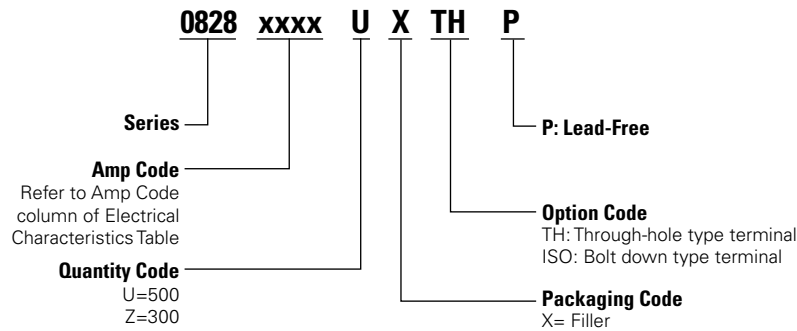 0828 xxxx U X TH P
Series
Amp Code
Refer to Amp Code
column of Electrical
Characteristics Table
Quantity Code
U=500
Z=300
P: Lead-Free
Option Code
TH: Through-hole type terminal
ISO: Bolt down type terminal
Packaging Code
X= Filler